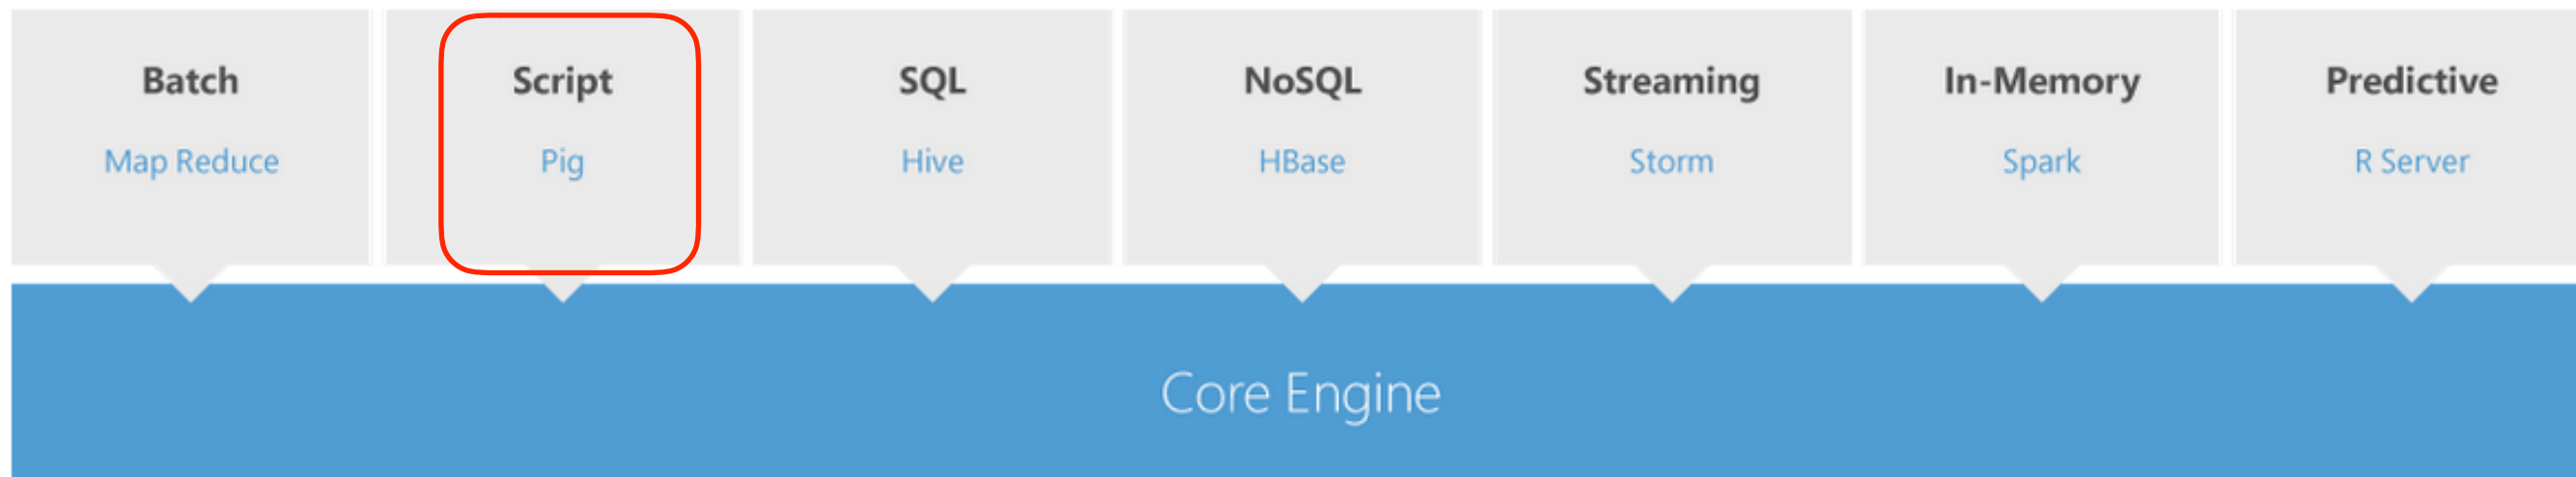 Batch
Map Reduce
Script
Pig
SQL
Hive
NoSQL
HBase
Streaming
Storm
In-Memory
Spark
Predictive
R Server
Core Engine